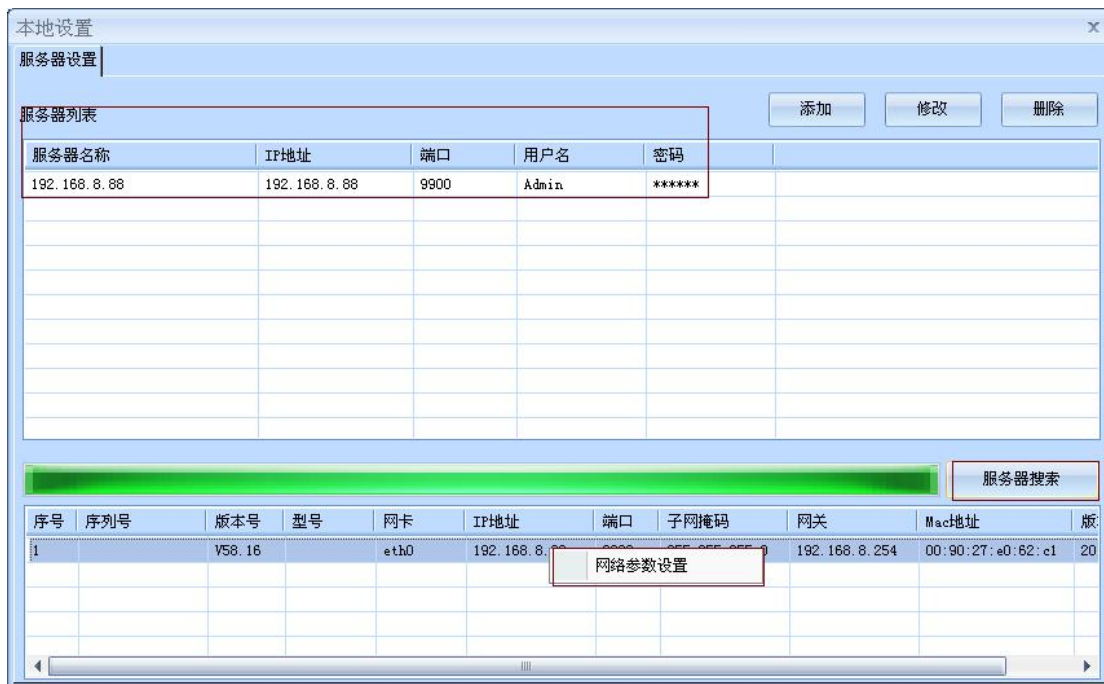 本地设置
服务器设置
服务器列表 添加 修改 删除
服务器名称 IP地址 端口 用户名 密码
192.168.8.88 192.168.8.88 9900 Admin ******
服务器搜索
序号 序列号 版本号 型号 网卡 IP地址 端口 子网掩码 网关 Mac地址 版
1 V58.16 eth0 192.168.8. 192.168.8.254 00:90:27:e0:62:c1 20
网络参数设置